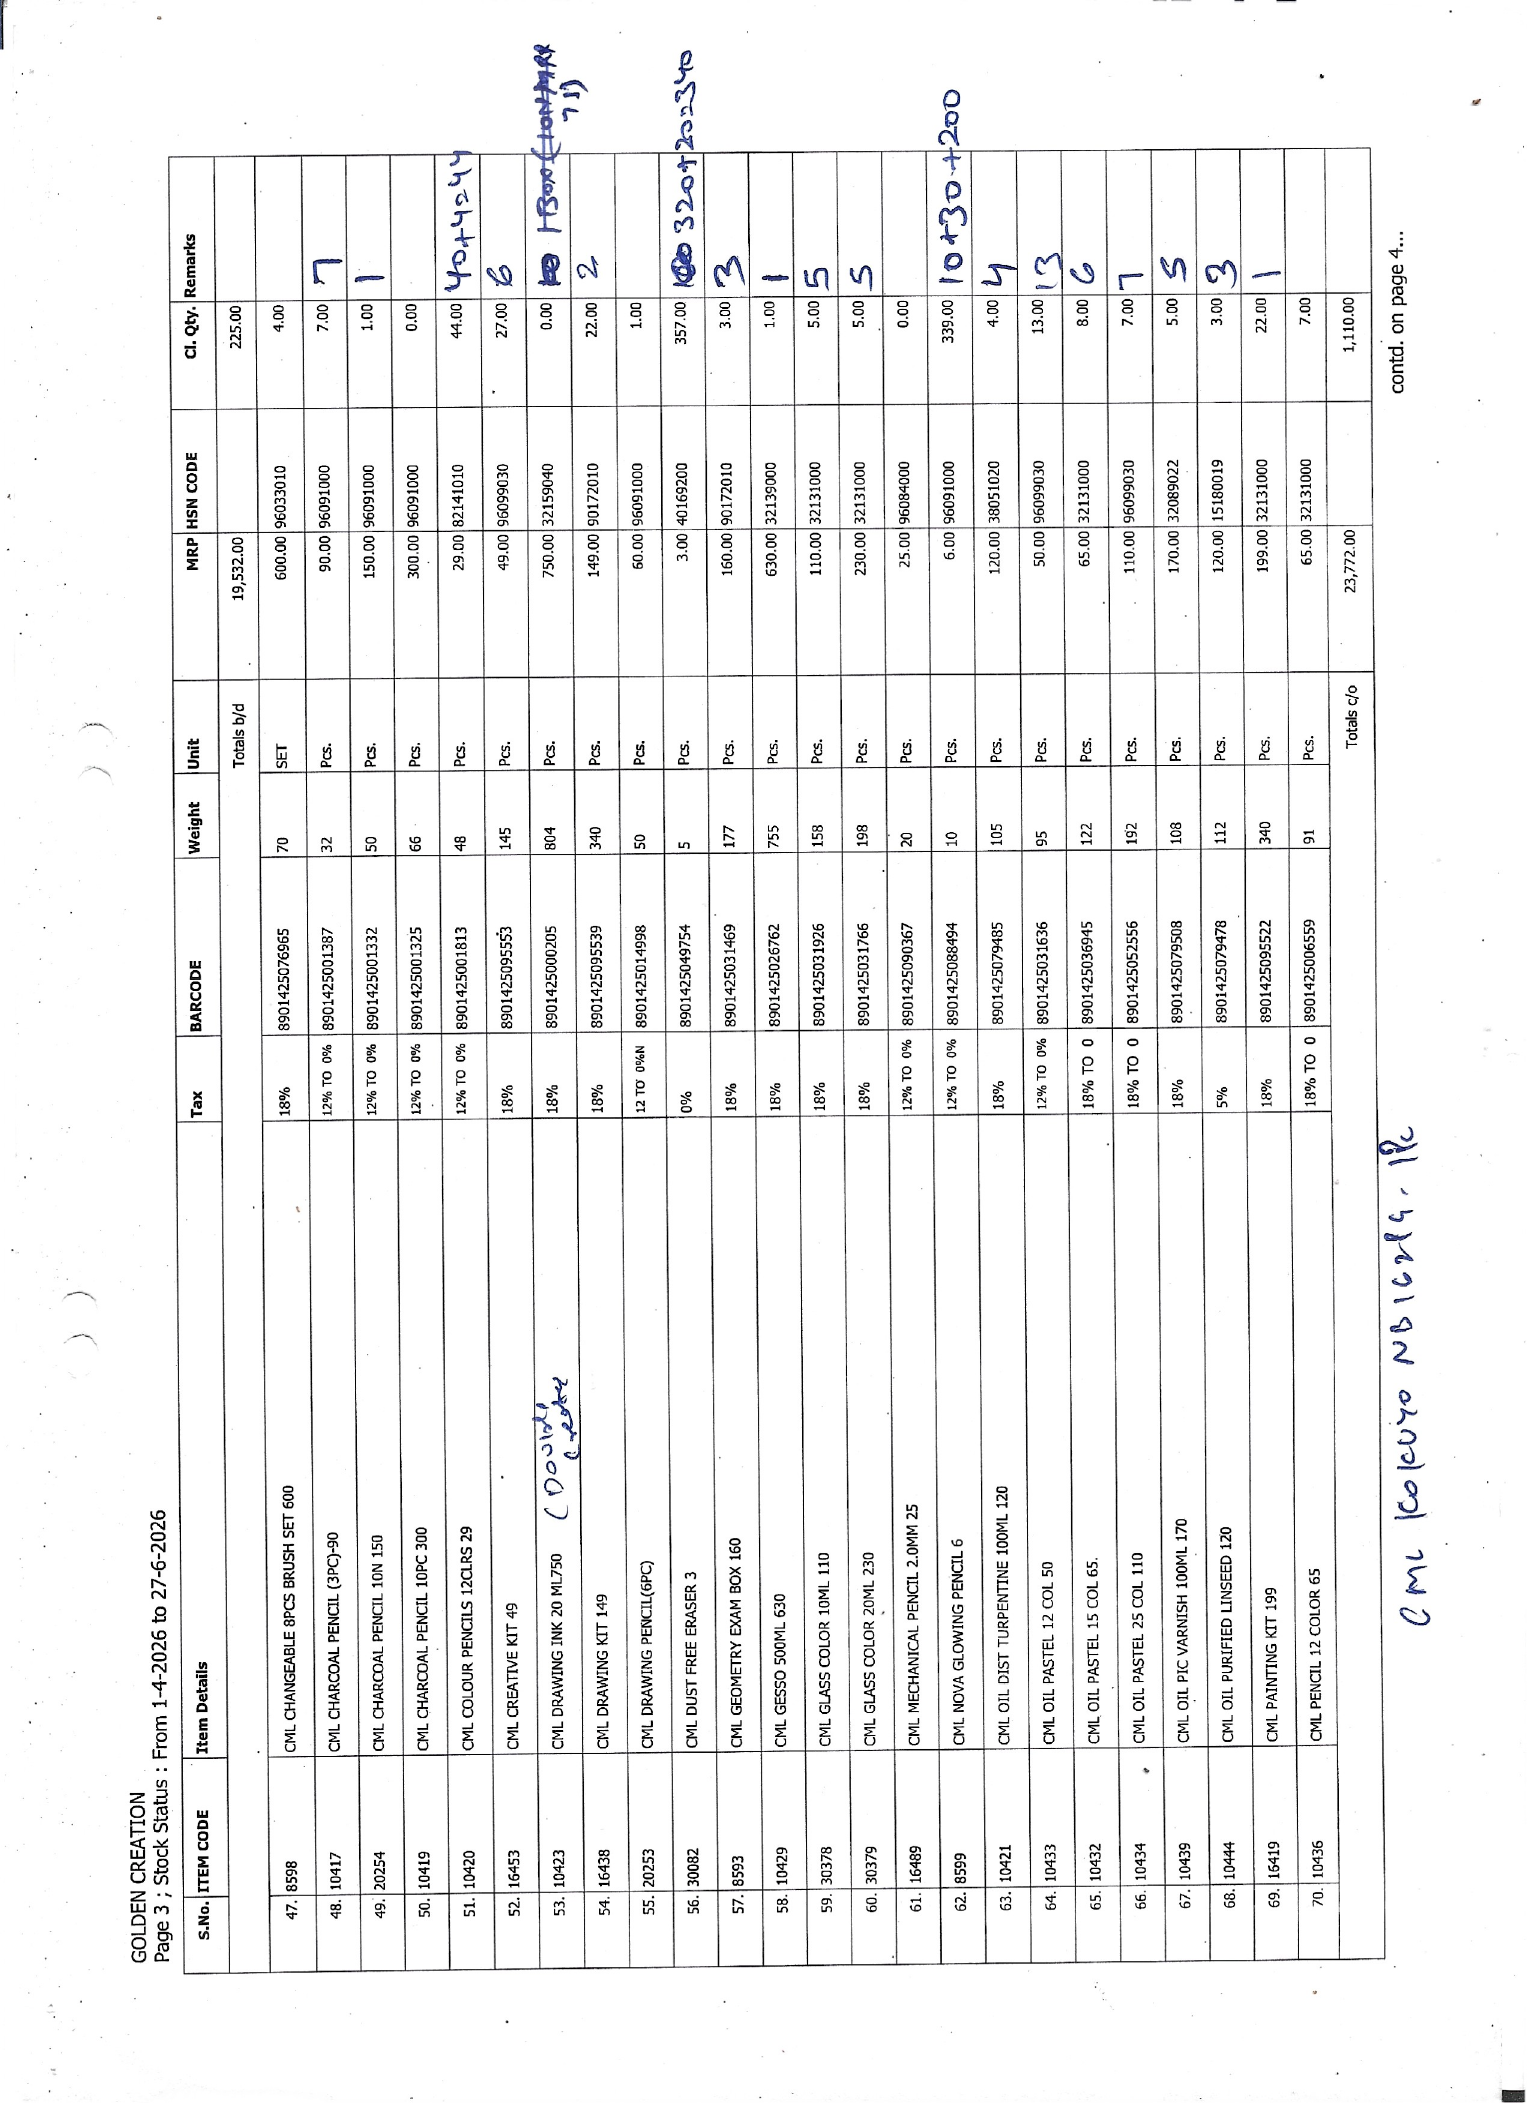 GOLDEN CREATION
Page 3 ; Stock Status : From 1-4-2026 to 27-6-2026
S.No. ITEM CODE Item Details Tax BARCODE Weight Unit MRP HSN CODE Cl. Qty. Remarks
Totals b/d 19,532.00 225.00
47. 8598 CML CHANGEABLE 8PCS BRUSH SET 600 18% 8901425076965 70 SET 600.00 96033010 4.00
48. 10417 CML CHARCOAL PENCIL (3PC)-90 12% TO 0% 8901425001387 32 Pcs. 90.00 96091000 7.00 7
49. 20254 CML CHARCOAL PENCIL 10N 150 12% TO 0% 8901425001332 50 Pcs. 150.00 96091000 1.00 1
50. 10419 CML CHARCOAL PENCIL 10PC 300 12% TO 0% 8901425001325 66 Pcs. 300.00 96091000 0.00
51. 10420 CML COLOUR PENCILS 12CLRS 29 12% TO 0% 8901425001813 48 Pcs. 29.00 82141010 44.00 40+4=44
52. 16453 CML CREATIVE KIT 49 18% 8901425095553 145 Pcs. 49.00 96099030 27.00 6
53. 10423 CML DRAWING INK 20 ML750 18% 8901425000205 804 Pcs. 750.00 32159040 0.00 1 Box
54. 16438 CML DRAWING KIT 149 18% 8901425095539 340 Pcs. 149.00 90172010 22.00 2
55. 20253 CML DRAWING PENCIL(6PC) 12 TO 0%N 8901425014998 50 Pcs. 60.00 96091000 1.00
56. 30082 CML DUST FREE ERASER 3 0% 8901425049754 5 Pcs. 3.00 40169200 357.00 320+20=340
57. 8593 CML GEOMETRY EXAM BOX 160 18% 8901425031469 177 Pcs. 160.00 90172010 3.00 3
58. 10429 CML GESSO 500ML 630 18% 8901425026762 755 Pcs. 630.00 32139000 1.00 1
59. 30378 CML GLASS COLOR 10ML 110 18% 8901425031926 158 Pcs. 110.00 32131000 5.00 5
60. 30379 CML GLASS COLOR 20ML 230 18% 8901425031766 198 Pcs. 230.00 32131000 5.00 5
61. 16489 CML MECHANICAL PENCIL 2.0MM 25 12% TO 0% 8901425090367 20 Pcs. 25.00 96084000 0.00
62. 8599 CML NOVA GLOWING PENCIL 6 12% TO 0% 8901425088494 10 Pcs. 6.00 96091000 339.00 10+30+200
63. 10421 CML OIL DIST TURPENTINE 100ML 120 18% 8901425079485 105 Pcs. 120.00 38051020 4.00 4
64. 10433 CML OIL PASTEL 12 COL 50 12% TO 0% 8901425031636 95 Pcs. 50.00 96099030 13.00 13
65. 10432 CML OIL PASTEL 15 COL 65. 18% TO 0 8901425036945 122 Pcs. 65.00 32131000 8.00 6
66. 10434 CML OIL PASTEL 25 COL 110 18% TO 0 8901425052556 192 Pcs. 110.00 96099030 7.00 7
67. 10439 CML OIL PIC VARNISH 100ML 170 18% 8901425079508 108 Pcs. 170.00 32089022 5.00 5
68. 10444 CML OIL PURIFIED LINSEED 120 5% 8901425079478 112 Pcs. 120.00 15180019 3.00 3
69. 16419 CML PAINTING KIT 199 18% 8901425095522 340 Pcs. 199.00 32131000 22.00 1
70. 10436 CML PENCIL 12 COLOR 65 18% TO 0 8901425006559 91 Pcs. 65.00 32131000 7.00
Totals c/o 23,772.00 1,110.00
contd. on page 4...
CML KOKUYO NB 1Pc